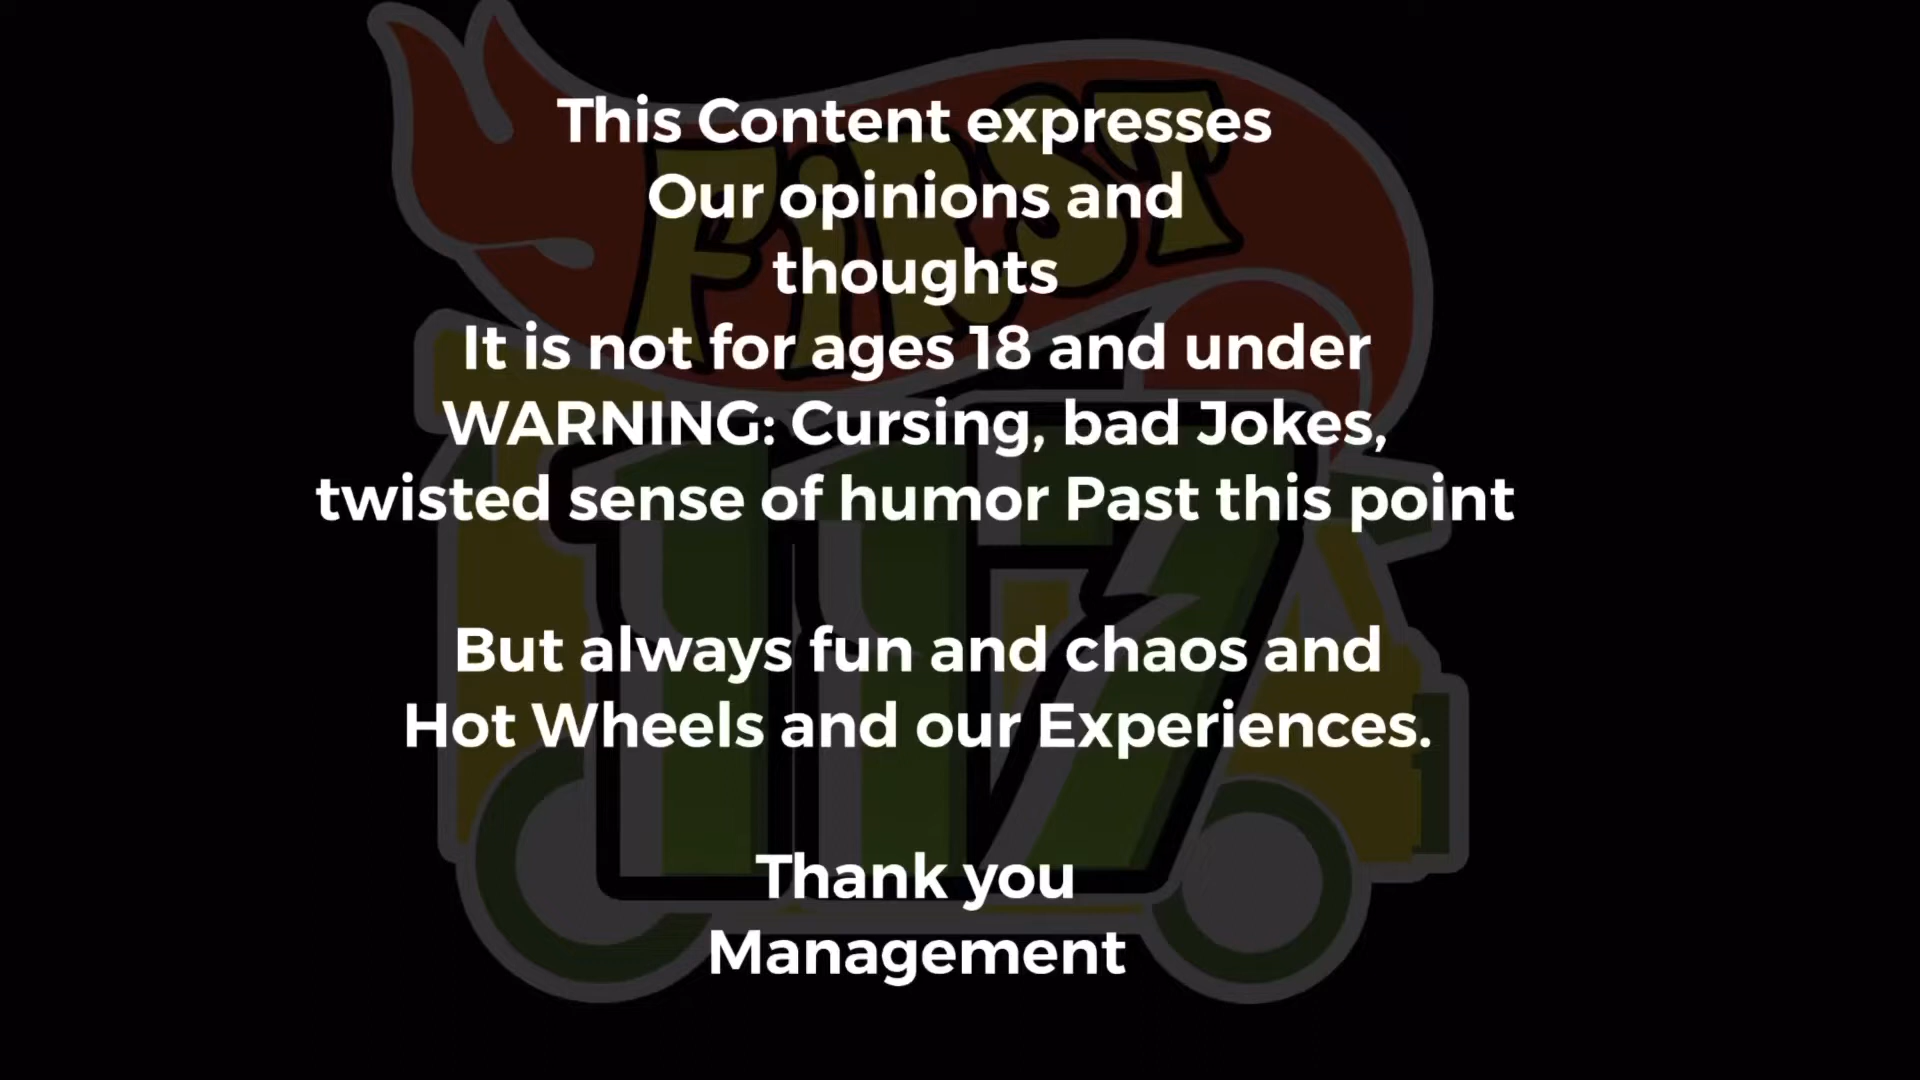 This Content expresses
Our opinions and
thoughts
It is not for ages 18 and under
WARNING: Cursing, bad Jokes,
twisted sense of humor Past this point
But always fun and chaos and
Hot Wheels and our Experiences.
Thank you
Management
FiRST
117